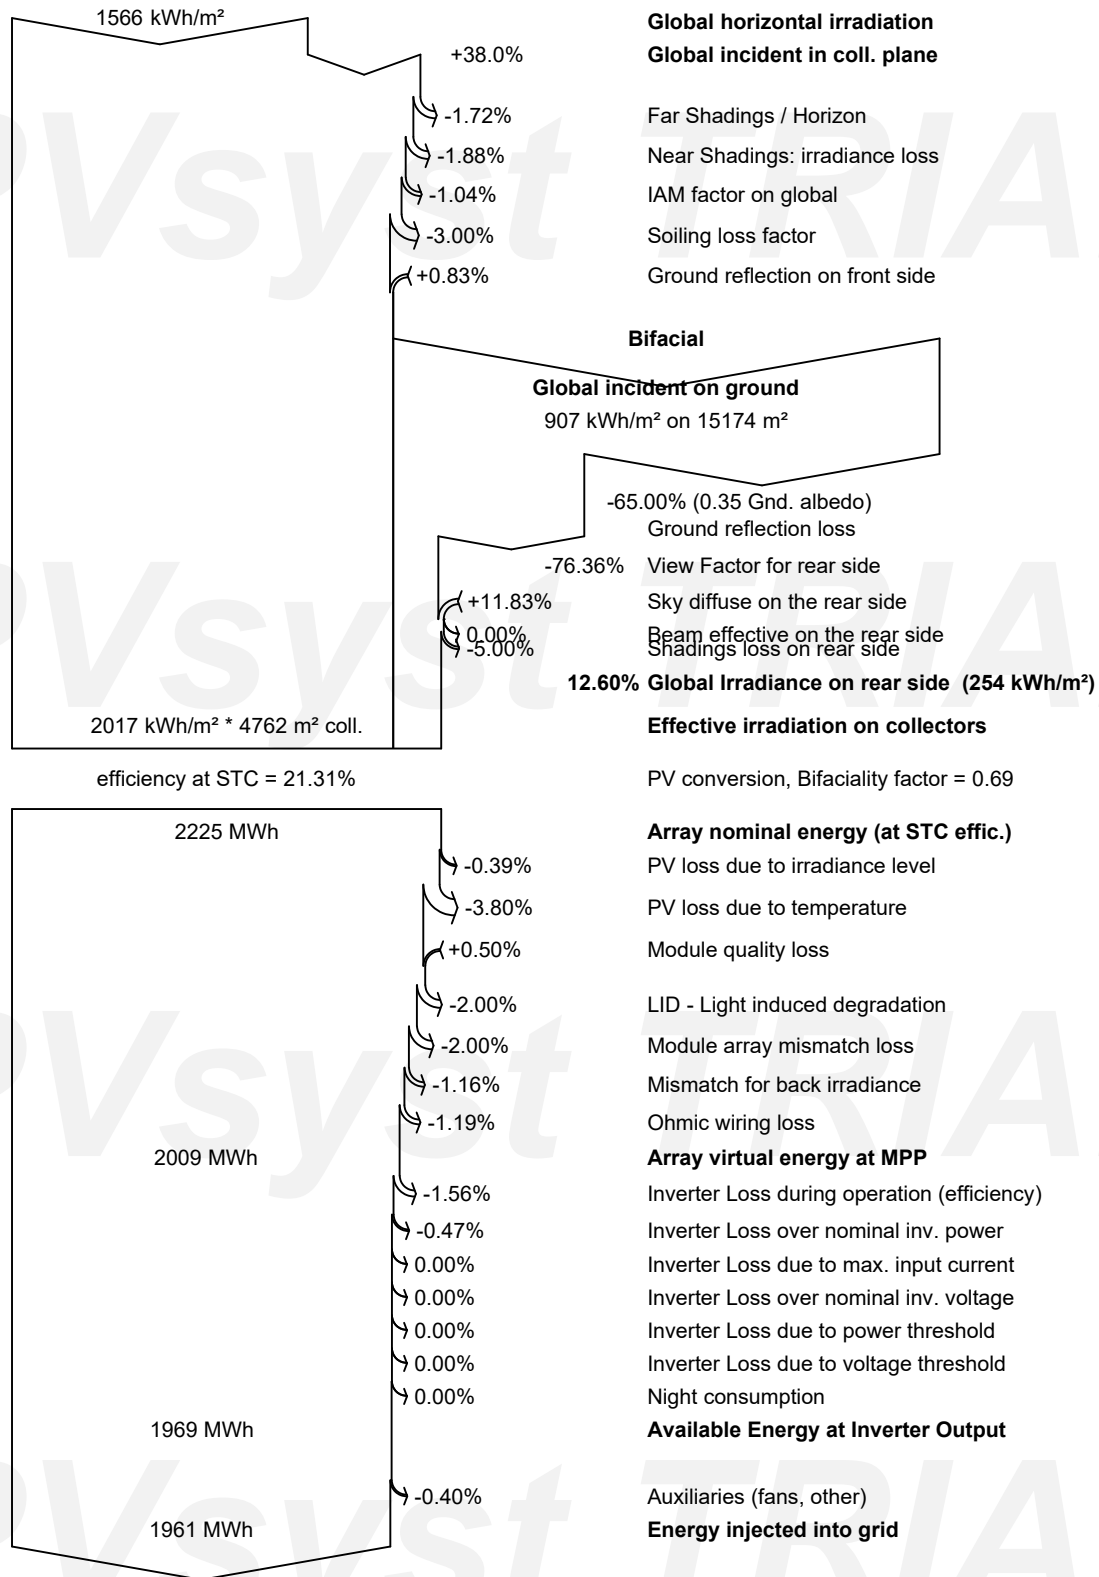 1566 kWh/m² Global horizontal irradiation
+38.0% Global incident in coll. plane
-1.72% Far Shadings / Horizon
-1.88% Near Shadings: irradiance loss
-1.04% IAM factor on global
-3.00% Soiling loss factor
+0.83% Ground reflection on front side
Bifacial
Global incident on ground
907 kWh/m² on 15174 m²
-65.00% (0.35 Gnd. albedo)
Ground reflection loss
-76.36% View Factor for rear side
+11.83% Sky diffuse on the rear side
0.00% Beam effective on the rear side
-5.00% Shadings loss on rear side
12.60% Global Irradiance on rear side (254 kWh/m²)
2017 kWh/m² * 4762 m² coll. Effective irradiation on collectors
efficiency at STC = 21.31% PV conversion, Bifaciality factor = 0.69
2225 MWh Array nominal energy (at STC effic.)
-0.39% PV loss due to irradiance level
-3.80% PV loss due to temperature
+0.50% Module quality loss
-2.00% LID - Light induced degradation
-2.00% Module array mismatch loss
-1.16% Mismatch for back irradiance
-1.19% Ohmic wiring loss
2009 MWh Array virtual energy at MPP
-1.56% Inverter Loss during operation (efficiency)
-0.47% Inverter Loss over nominal inv. power
0.00% Inverter Loss due to max. input current
0.00% Inverter Loss over nominal inv. voltage
0.00% Inverter Loss due to power threshold
0.00% Inverter Loss due to voltage threshold
0.00% Night consumption
1969 MWh Available Energy at Inverter Output
-0.40% Auxiliaries (fans, other)
1961 MWh Energy injected into grid
PVsyst TRIA
PVsyst TRIA
PVsyst TRIA
PVsyst TRIA